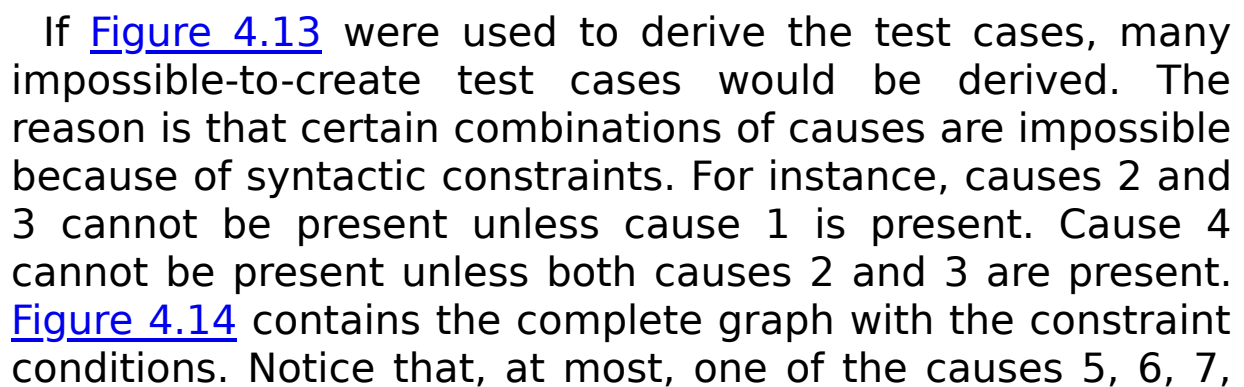 If Figure 4.13 were used to derive the test cases, many
impossible-to-create test cases would be derived. The
reason is that certain combinations of causes are impossible
because of syntactic constraints. For instance, causes 2 and
3 cannot be present unless cause 1 is present. Cause 4
cannot be present unless both causes 2 and 3 are present.
Figure 4.14 contains the complete graph with the constraint
conditions. Notice that, at most, one of the causes 5, 6, 7,